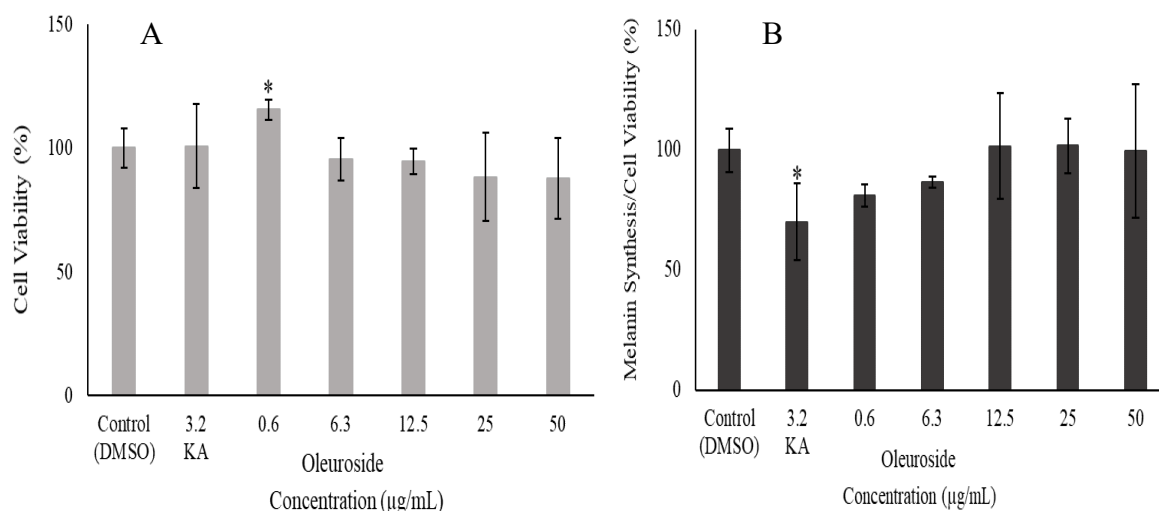 A
Cell Viability (%)
150
100
50
0
*
Control 3.2 0.6 6.3 12.5 25 50
(DMSO) KA
Oleuroside
Concentration (µg/mL)
B
Melanin Synthesis/Cell Viability (%)
150
100
50
0
*
Control 3.2 0.6 6.3 12.5 25 50
(DMSO) KA
Oleuroside
Concentration (µg/mL)